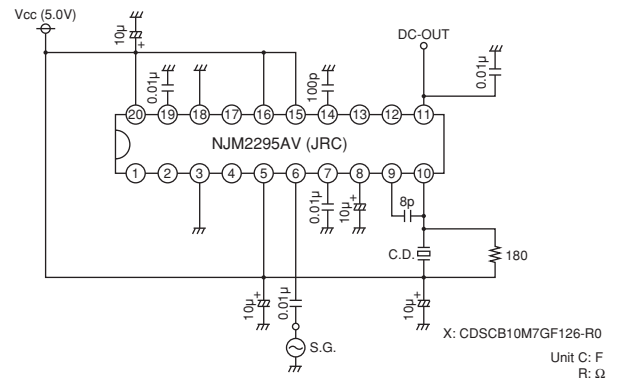 Vcc (5.0V)
10µ
+
DC-OUT
0.01µ
100p
0.01µ
20 19 18 17 16 15 14 13 12 11
NJM2295AV (JRC)
1 2 3 4 5 6 7 8 9 10
0.01µ
10µ
+
8p
C.D.
180
10µ
+
0.01µ
10µ
+
S.G.
X: CDSCB10M7GF126-R0
Unit C: F
R: Ω